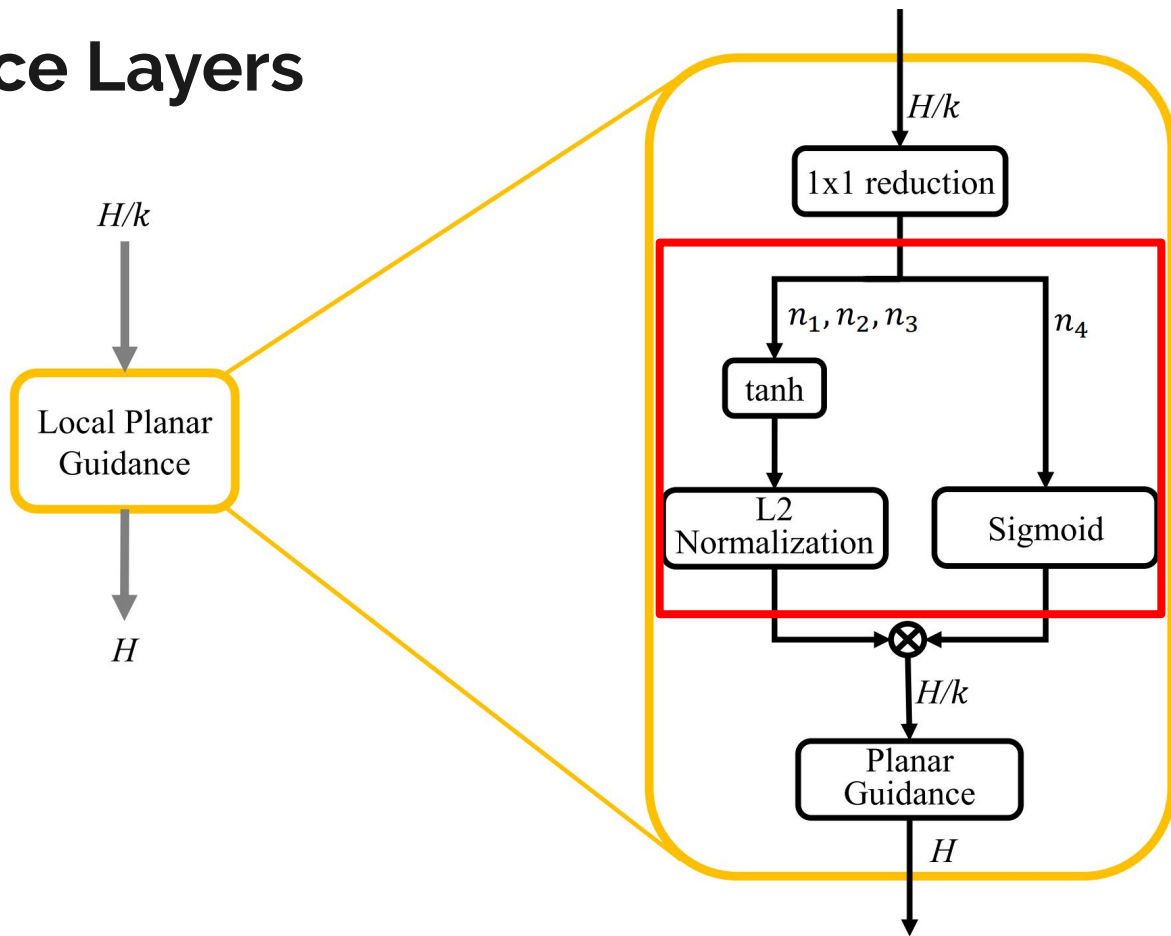 ce Layers
H/k
Local Planar
Guidance
H
H/k
1x1 reduction
n₁, n₂, n₃
n₄
tanh
L2
Normalization
Sigmoid
H/k
Planar
Guidance
H